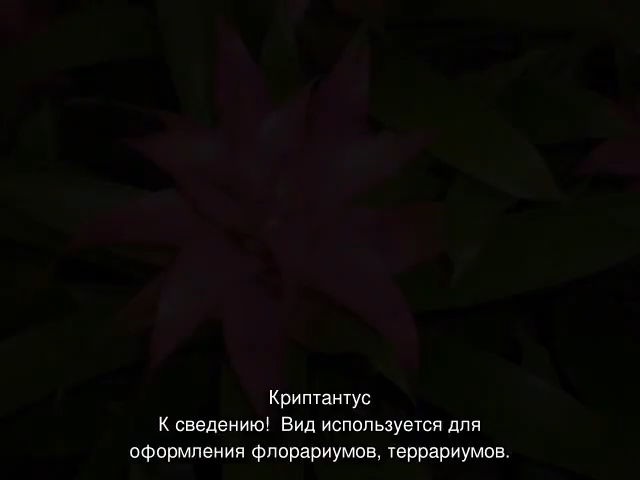 Криптантус
К сведению!  Вид используется для
оформления флорариумов, террариумов.